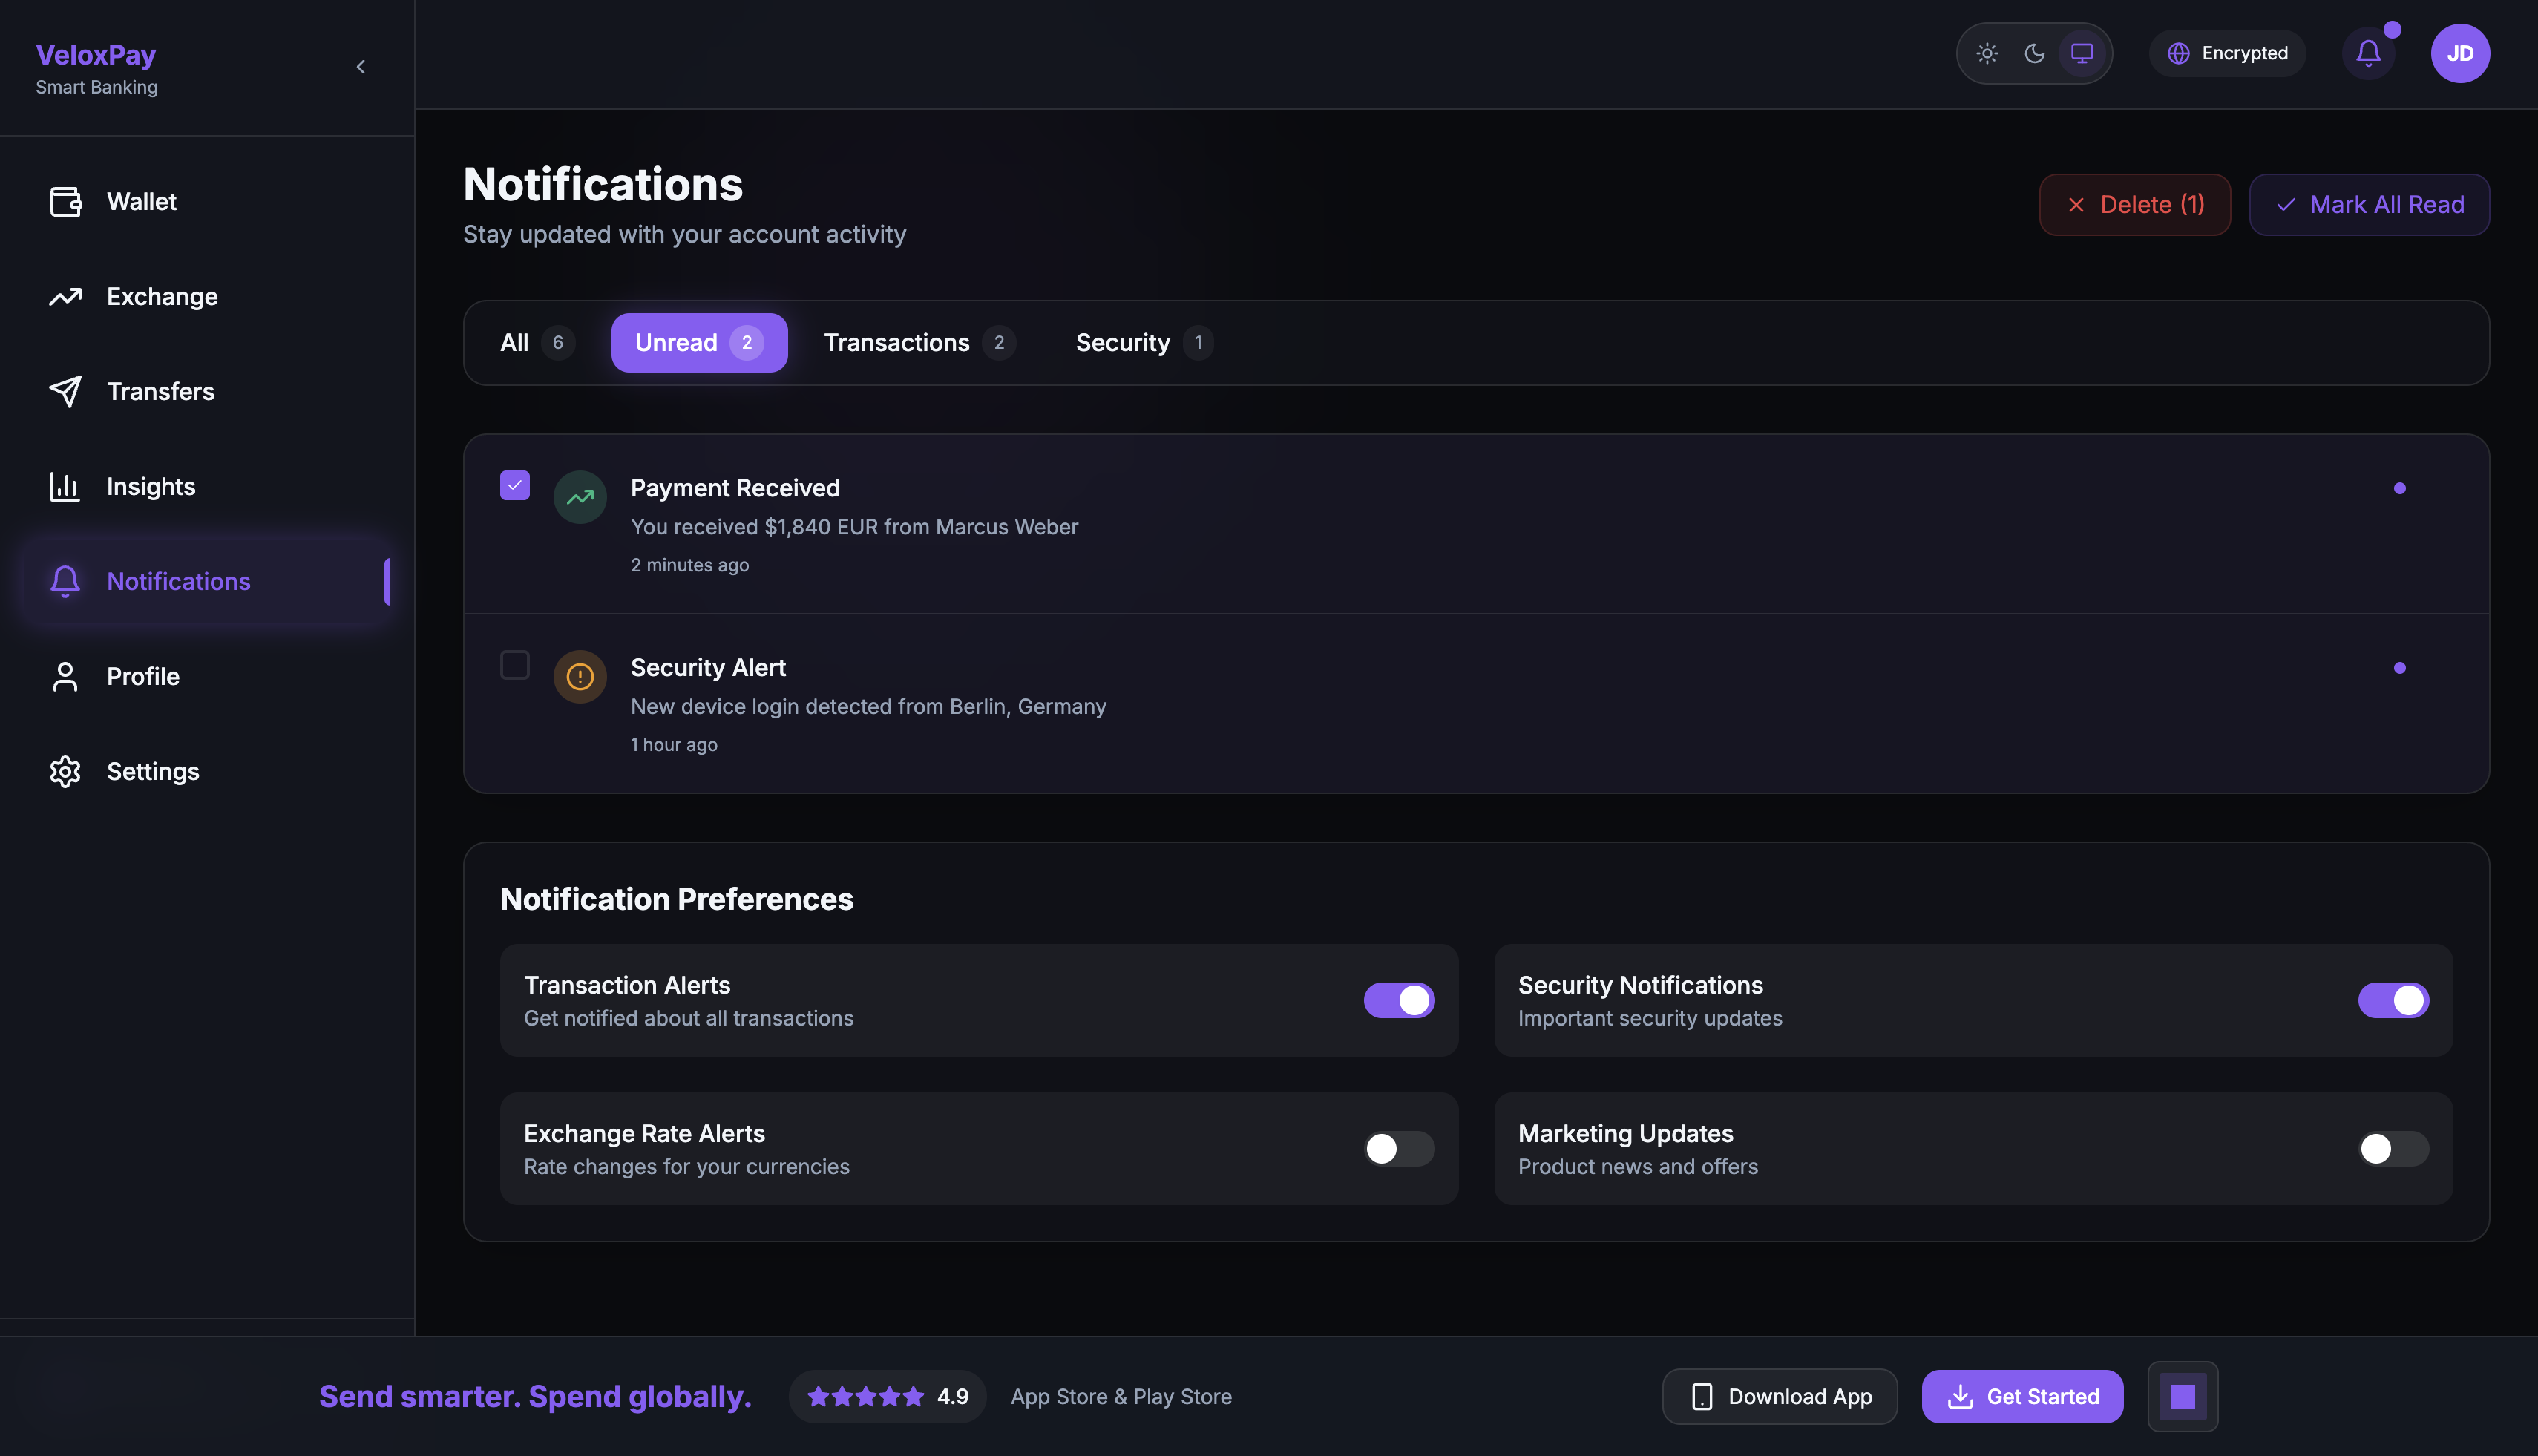 VeloxPay
Smart Banking
Encrypted
JD
Wallet
Exchange
Transfers
Insights
Notifications
Profile
Settings
Notifications
Stay updated with your account activity
Delete (1)
Mark All Read
All 6
Unread 2
Transactions 2
Security 1
Payment Received
You received $1,840 EUR from Marcus Weber
2 minutes ago
Security Alert
New device login detected from Berlin, Germany
1 hour ago
Notification Preferences
Transaction Alerts
Get notified about all transactions
Security Notifications
Important security updates
Exchange Rate Alerts
Rate changes for your currencies
Marketing Updates
Product news and offers
Send smarter. Spend globally.
4.9
App Store & Play Store
Download App
Get Started